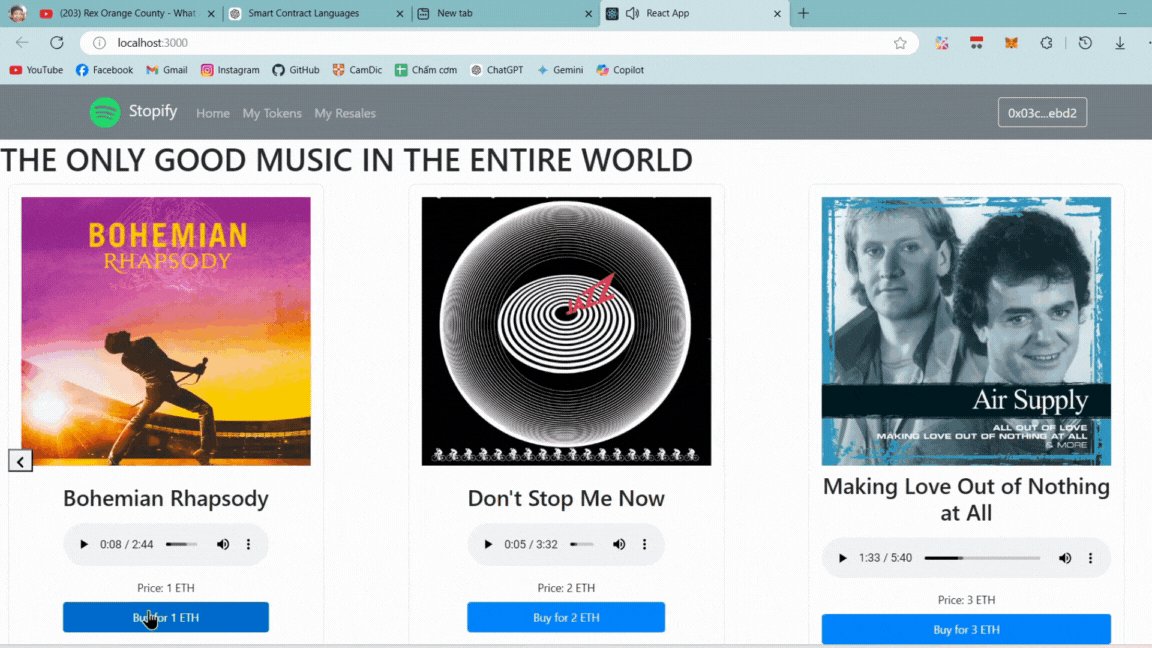 (203) Rex Orange County - What
Smart Contract Languages
New tab
React App
localhost:3000
YouTube
Facebook
Gmail
Instagram
GitHub
CamDic
Chấm cơm
ChatGPT
Gemini
Copilot
Stopify
Home
My Tokens
My Resales
0x03c...ebd2
THE ONLY GOOD MUSIC IN THE ENTIRE WORLD
BOHEMIAN
RHAPSODY
JAZZ
Air Supply
ALL OUT OF LOVE
MAKING LOVE OUT OF NOTHING AT ALL
& MORE
Bohemian Rhapsody
0:08 / 2:44
Price: 1 ETH
Buy for 1 ETH
Don't Stop Me Now
0:05 / 3:32
Price: 2 ETH
Buy for 2 ETH
Making Love Out of Nothing
at All
1:33 / 5:40
Price: 3 ETH
Buy for 3 ETH